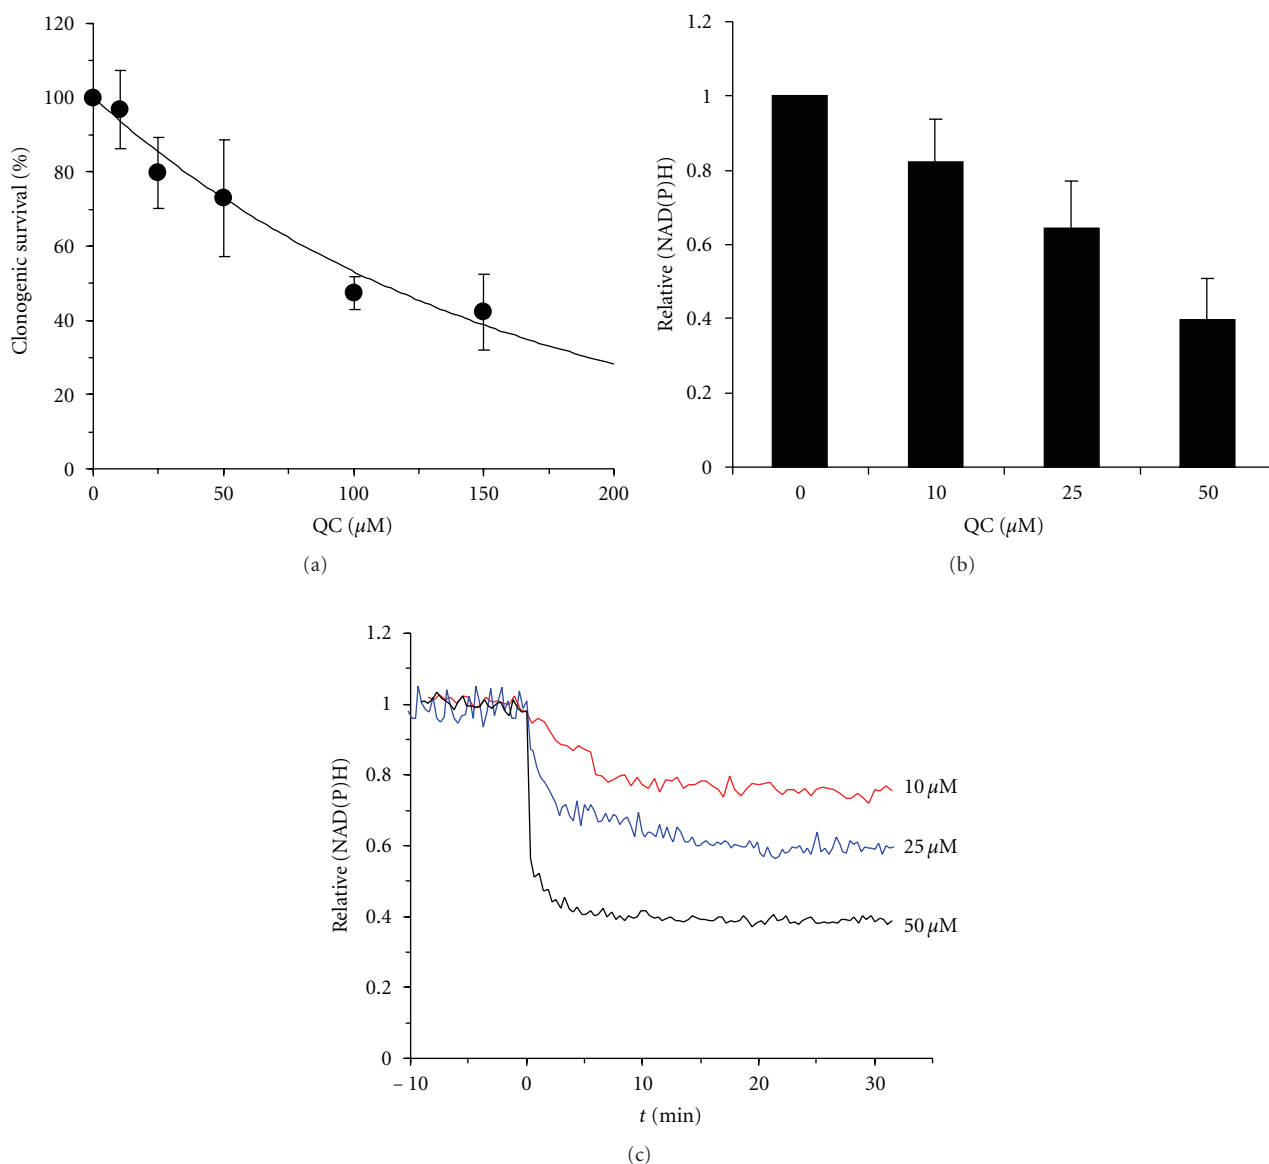 120
100
80
60
40
20
0
Clonogenic survival (%)
0 50 100 150 200
QC (µM)
(a)
1.2
1
0.8
0.6
0.4
0.2
0
Relative (NAD(P)H)
0 10 25 50
QC (µM)
(b)
1.2
1
0.8
0.6
0.4
0.2
0
Relative (NAD(P)H)
10 µM
25 µM
50 µM
– 10 0 10 20 30
t (min)
(c)